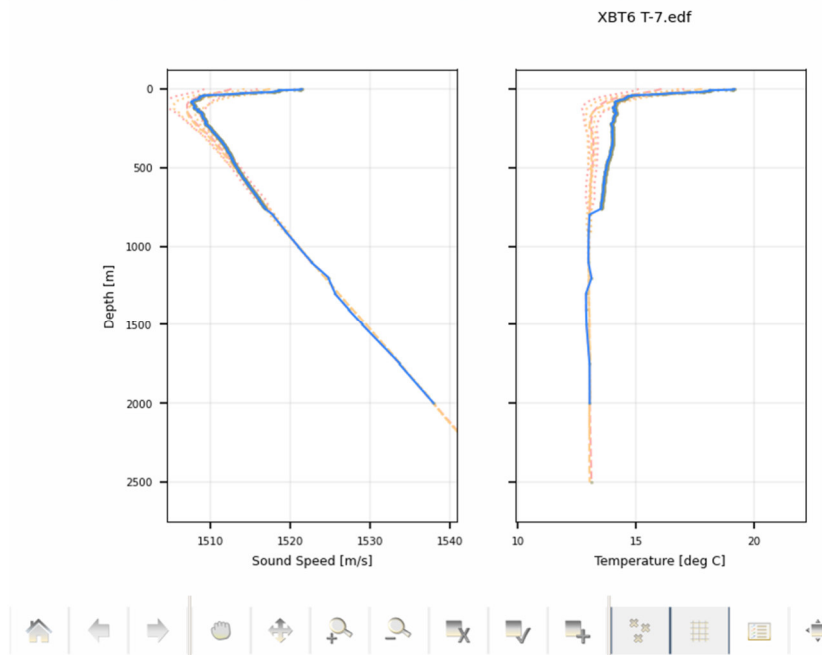 XBT6 T-7.edf
0
500
1000
1500
2000
2500
Depth [m]
1510 1520 1530 1540
Sound Speed [m/s]
10 15 20
Temperature [deg C]